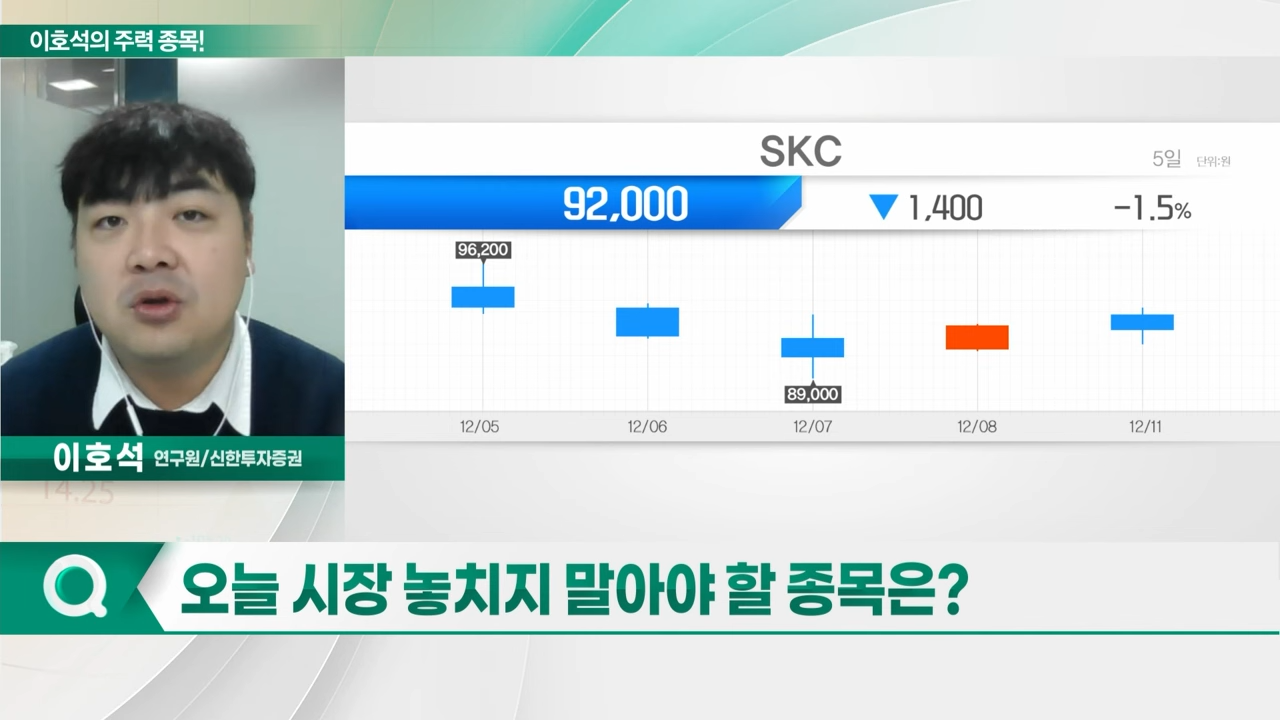 이호석의 주력 종목!
SKC
5일 단위:원
92,000 ▼ 1,400 -1.5%
96,200
89,000
12/05 12/06 12/07 12/08 12/11
이호석 연구원/신한투자증권
14.25
오늘 시장 놓치지 말아야 할 종목은?